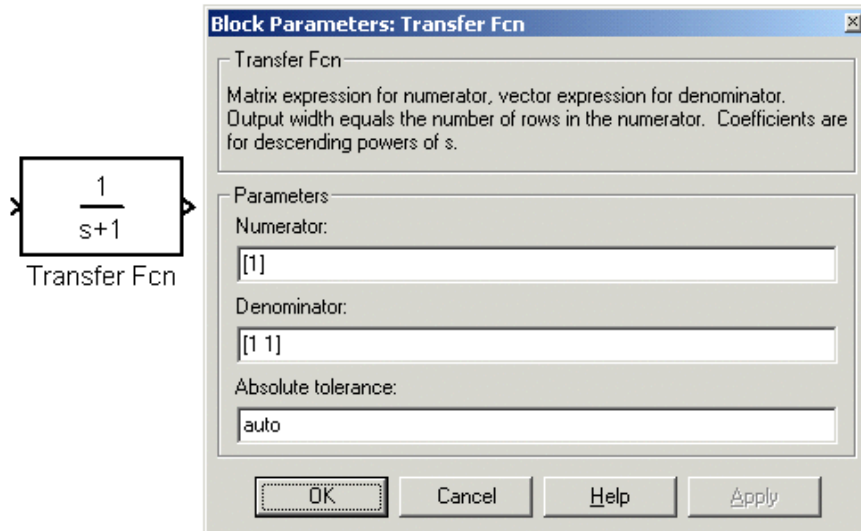 1
s+1
Transfer Fcn
Block Parameters: Transfer Fcn
Transfer Fcn
Matrix expression for numerator, vector expression for denominator.
Output width equals the number of rows in the numerator.  Coefficients are
for descending powers of s.
Parameters
Numerator:
[1]
Denominator:
[1 1]
Absolute tolerance:
auto
OK Cancel Help Apply